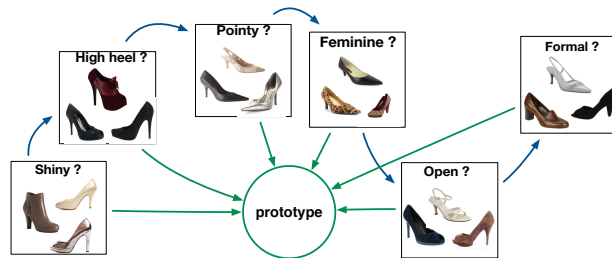 Shiny ?
High heel ?
Pointy ?
Feminine ?
Open ?
Formal ?
prototype